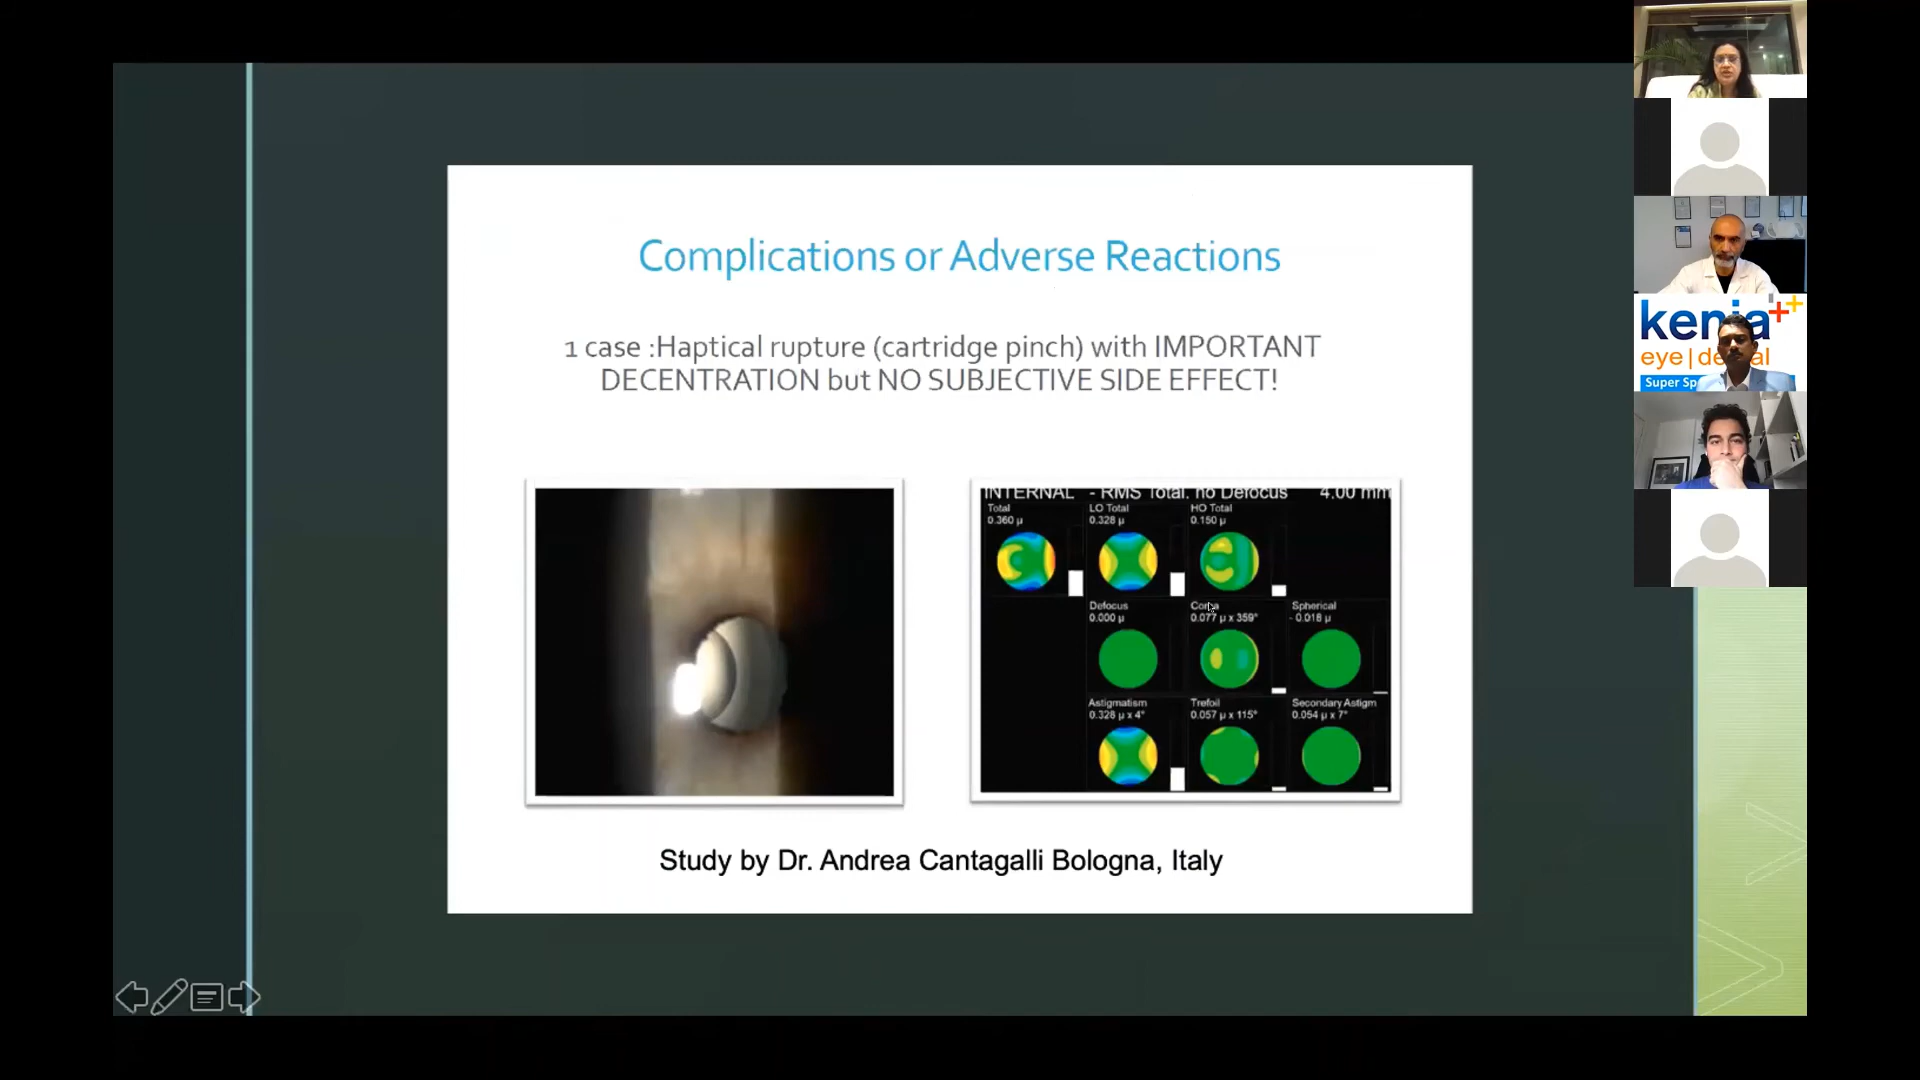 Complications or Adverse Reactions
1 case :Haptical rupture (cartridge pinch) with IMPORTANT
DECENTRATION but NO SUBJECTIVE SIDE EFFECT!
INTERNAL - RMS Total. no Defocus 4.00 mm
Total LO Total HO Total
0.360 µ 0.328 µ 0.150 µ
Defocus Coma Spherical
0.000 µ 0.077 µ x 359° - 0.018 µ
Astigmatism Trefoil Secondary Astigm
0.328 µ x 4° 0.057 µ x 115° 0.054 µ x 7°
Study by Dr. Andrea Cantagalli Bologna, Italy
kenia
eye|de al
Super Sp